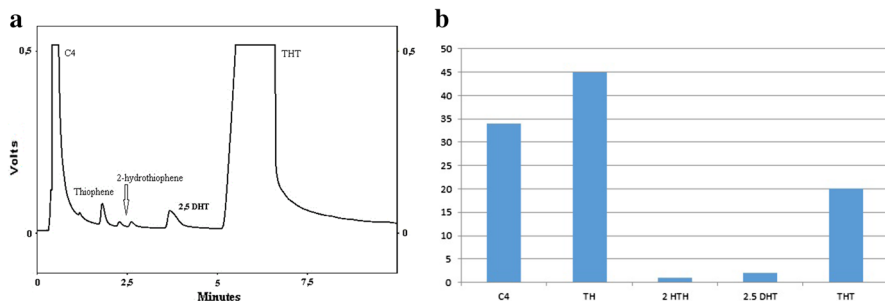 a
0,5
0,5
C4
THT
Volts
2-hydrothiophene
Thiophene
2,5 DHT
0
0
0
2,5
5,0
7,5
Minutes
b
50
45
40
35
30
25
20
15
10
5
0
C4
TH
2 HTH
2.5 DHT
THT